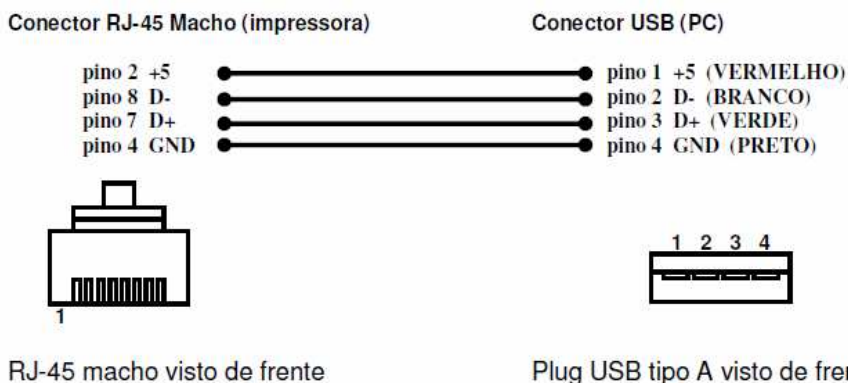 Conector RJ-45 Macho (impressora) Conector USB (PC)
pino 2 +5 pino 1 +5 (VERMELHO)
pino 8 D- pino 2 D- (BRANCO)
pino 7 D+ pino 3 D+ (VERDE)
pino 4 GND pino 4 GND (PRETO)
1 2 3 4
1
RJ-45 macho visto de frente Plug USB tipo A visto de